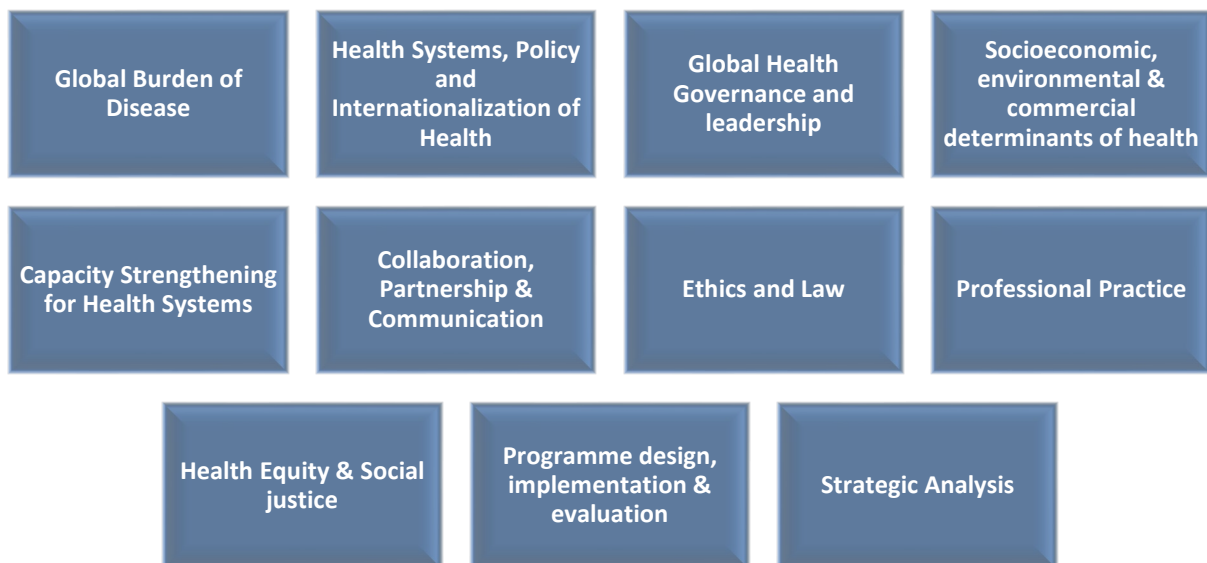 Global Burden of
Disease
Health Systems, Policy
and
Internationalization of
Health
Global Health
Governance and
leadership
Socioeconomic,
environmental &
commercial
determinants of health
Capacity Strengthening
for Health Systems
Collaboration,
Partnership &
Communication
Ethics and Law
Professional Practice
Health Equity & Social
justice
Programme design,
implementation &
evaluation
Strategic Analysis